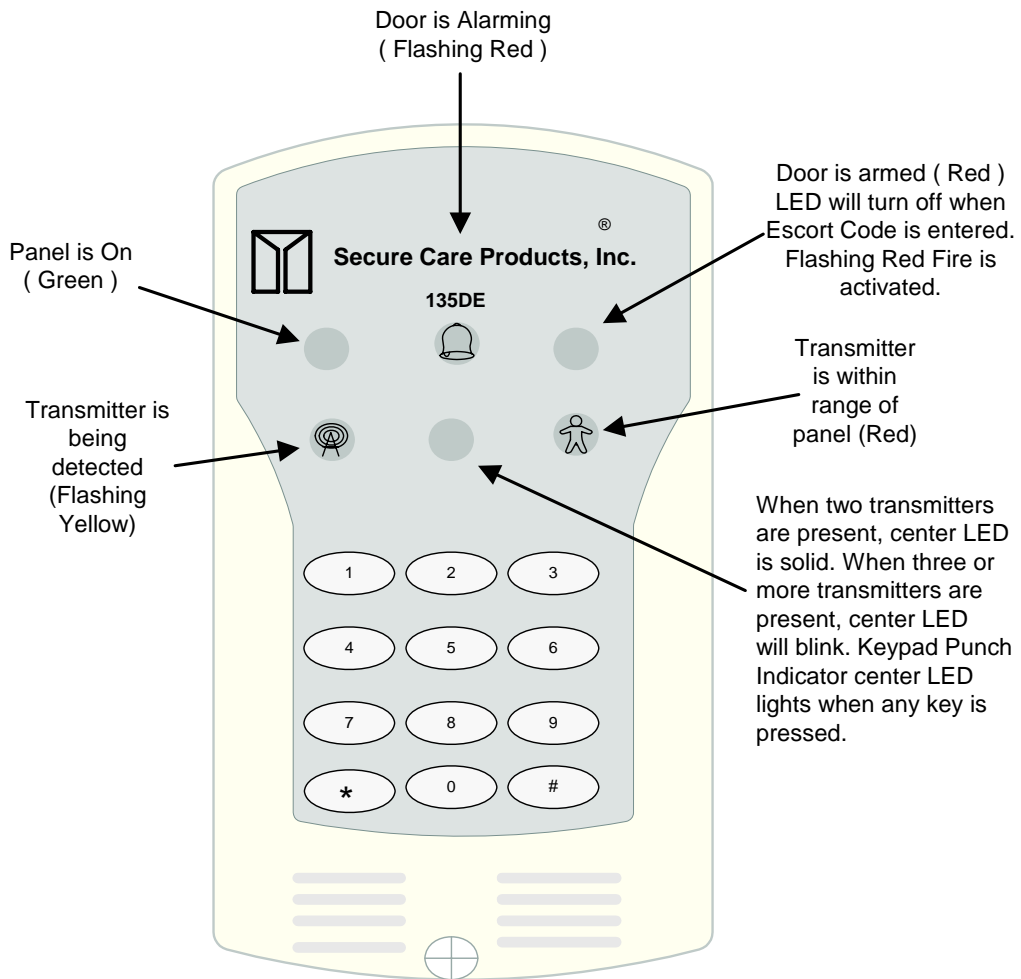 Door is Alarming
( Flashing Red )
Door is armed ( Red )
LED will turn off when
Escort Code is entered.
Flashing Red Fire is
activated.
®
Panel is On
( Green )
Secure Care Products, Inc.
135DE
Transmitter
is within
range of
panel (Red)
Transmitter is
being
detected
(Flashing
Yellow)
When two transmitters
are present, center LED
is solid. When three or
more transmitters are
present, center LED
will blink. Keypad Punch
Indicator center LED
lights when any key is
pressed.
1 2 3
4 5 6
7 8 9
* 0 #